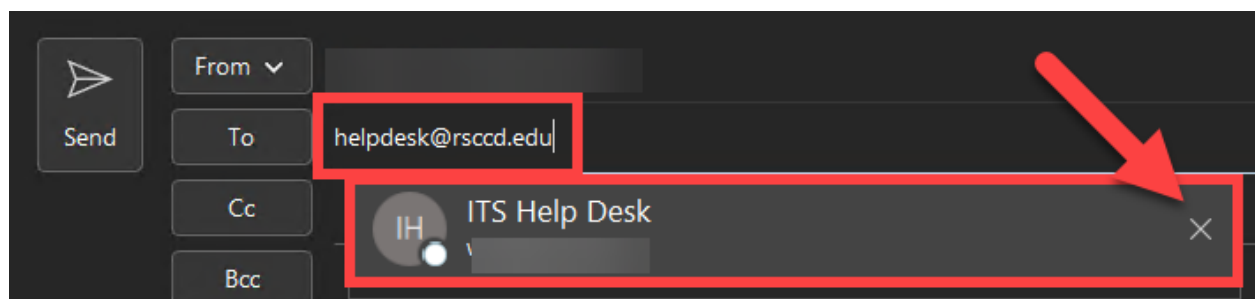 From
Send
To
helpdesk@rsccd.edu
Cc
IH
ITS Help Desk
Bcc